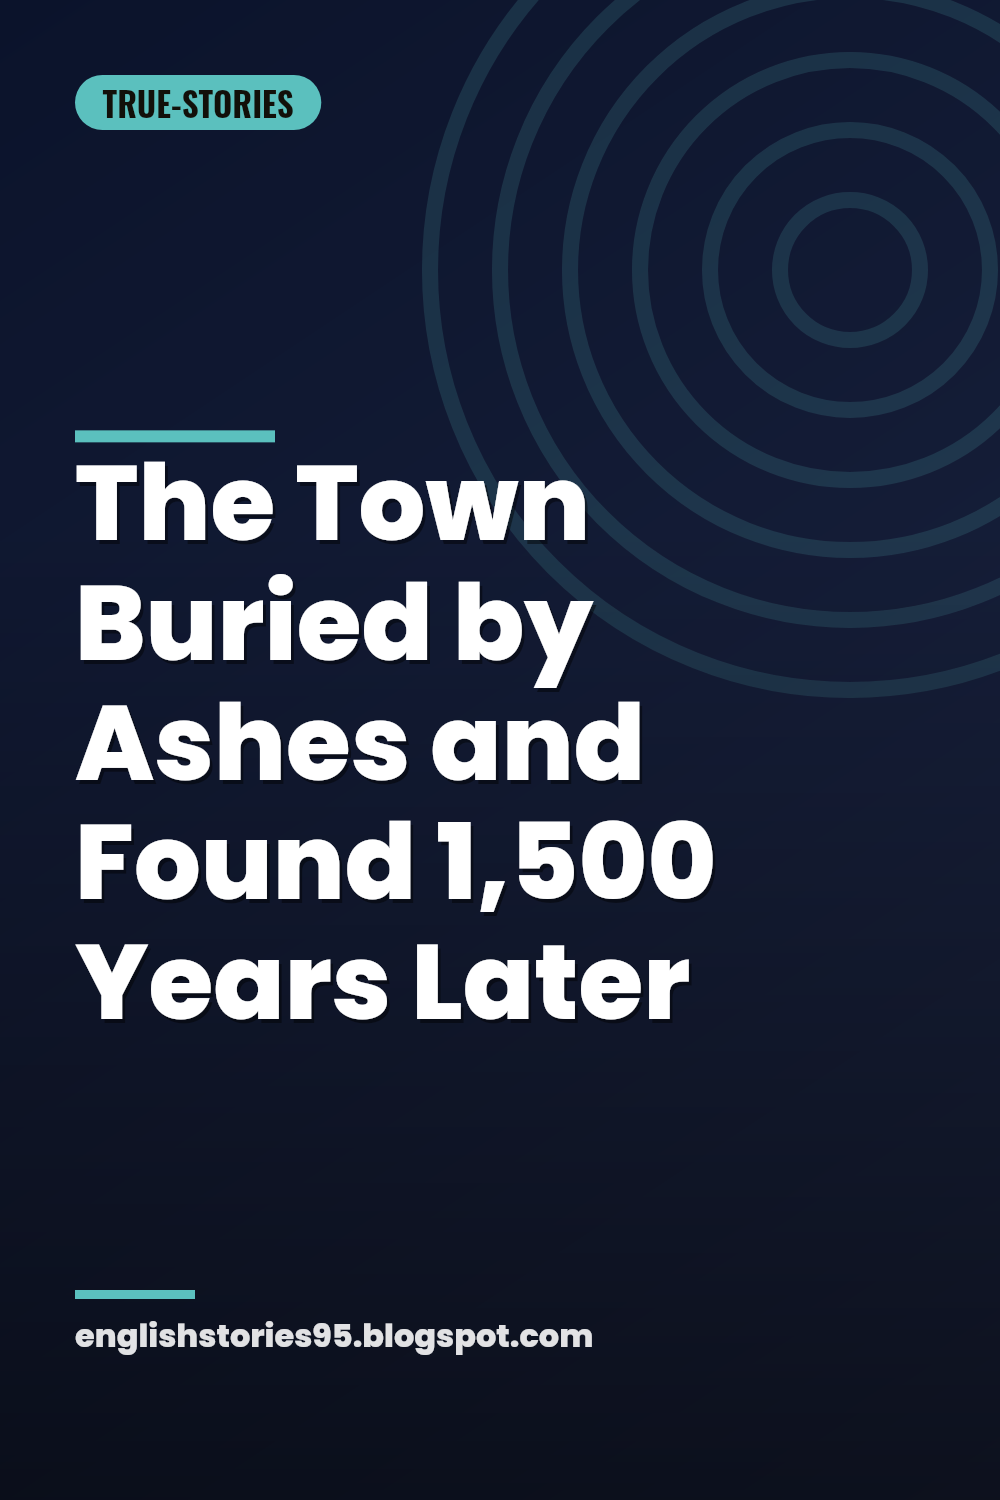 TRUE-STORIES
The Town
Buried by
Ashes and
Found 1,500
Years Later
englishstories95.blogspot.com